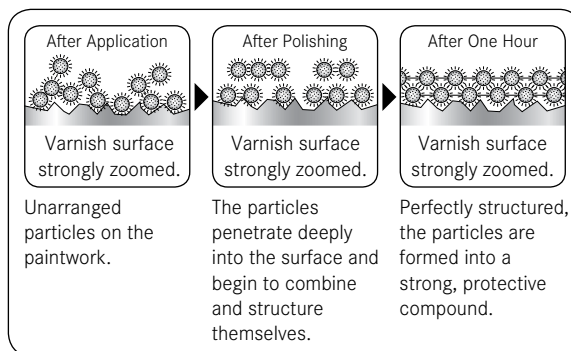 After Application
Varnish surface
strongly zoomed.
Unarranged
particles on the
paintwork.
After Polishing
Varnish surface
strongly zoomed.
The particles
penetrate deeply
into the surface and
begin to combine
and structure
themselves.
After One Hour
Varnish surface
strongly zoomed.
Perfectly structured,
the particles are
formed into a
strong, protective
compound.